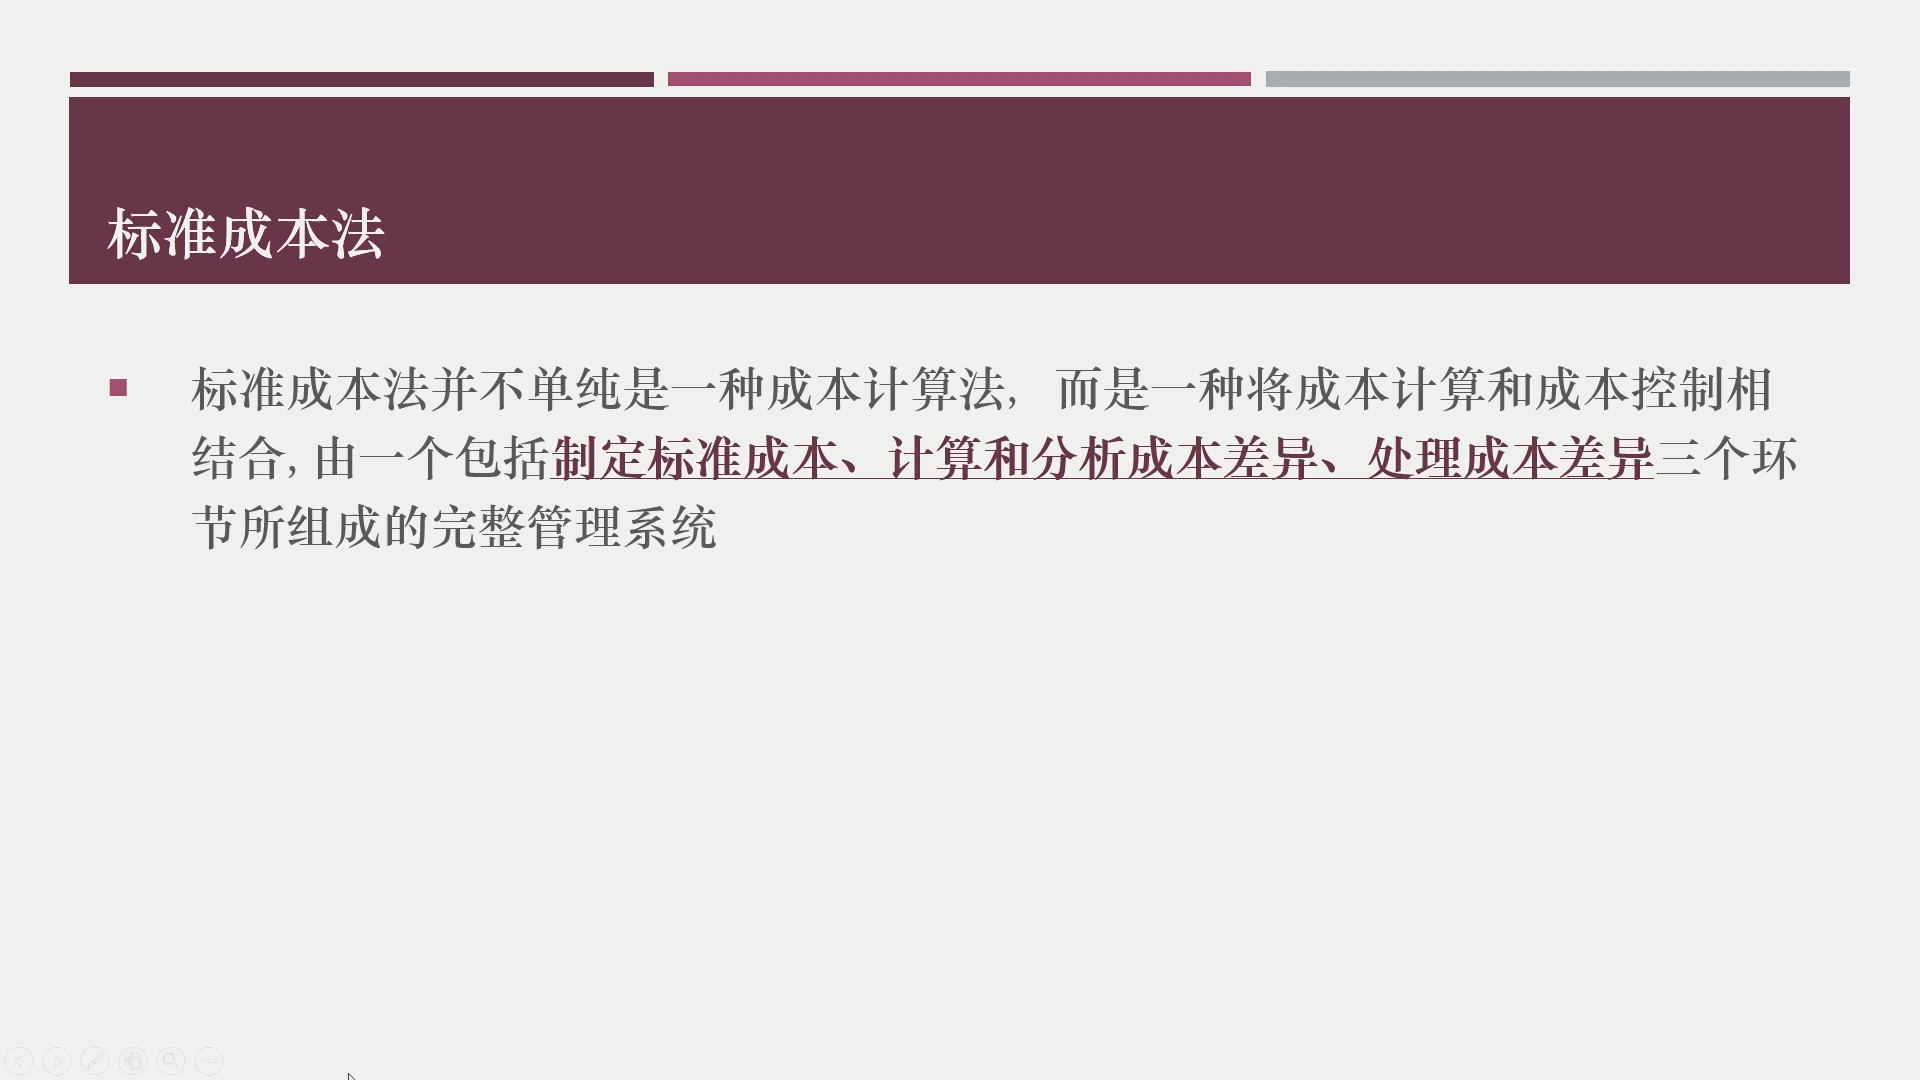 标准成本法
标准成本法并不单纯是一种成本计算法, 而是一种将成本计算和成本控制相
结合, 由一个包括制定标准成本、计算和分析成本差异、处理成本差异三个环
节所组成的完整管理系统